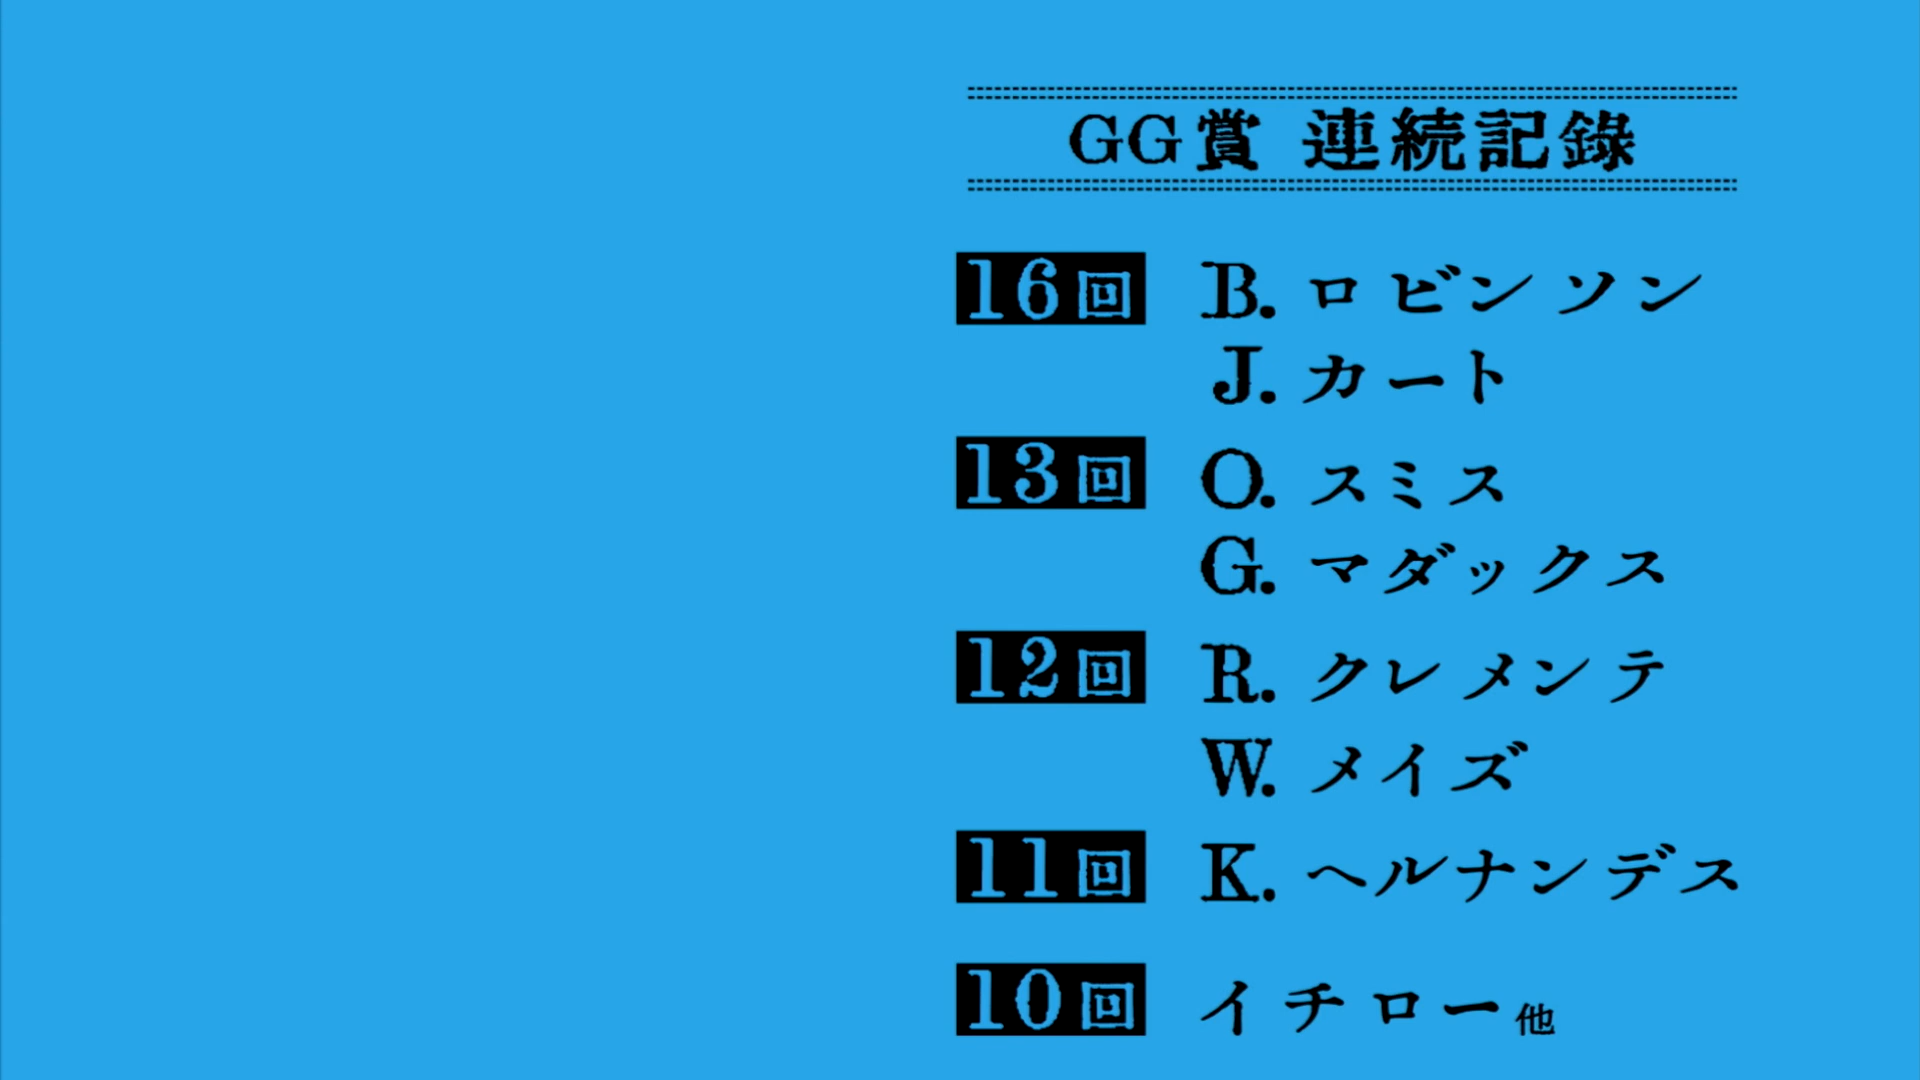 GG賞 連続記録
16回 B. ロビンソン
J. カート
13回 O. スミス
G. マダックス
12回 R. クレメンテ
W. メイズ
11回 K. ヘルナンデス
10回 イチロー他